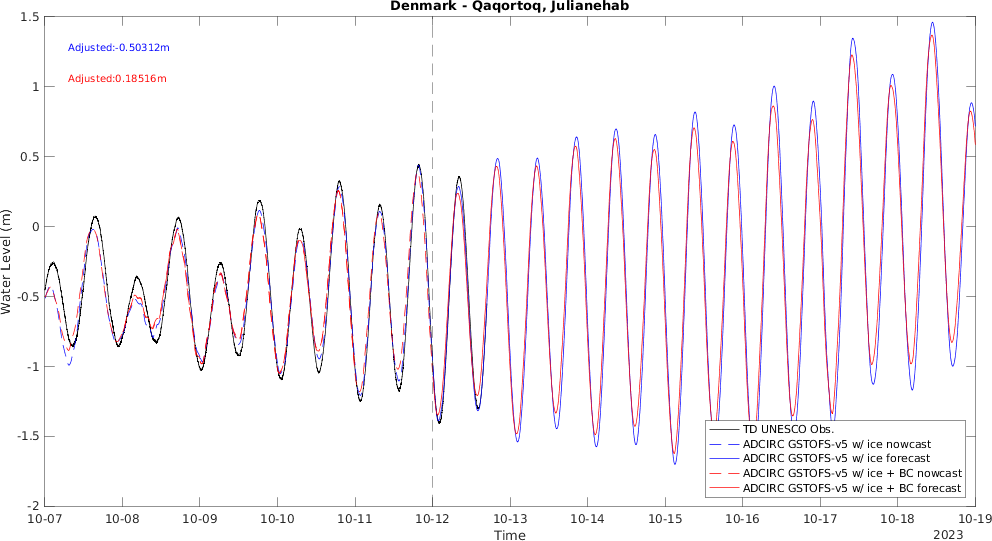 Denmark - Qaqortoq, Julianehab
Adjusted:-0.50312m
Adjusted:0.18516m
Water Level (m)
1.5
1
0.5
0
-0.5
-1
-1.5
-2
TD UNESCO Obs.
ADCIRC GSTOFS-v5 w/ ice nowcast
ADCIRC GSTOFS-v5 w/ ice forecast
ADCIRC GSTOFS-v5 w/ ice + BC nowcast
ADCIRC GSTOFS-v5 w/ ice + BC forecast
10-07 10-08 10-09 10-10 10-11 10-12 10-13 10-14 10-15 10-16 10-17 10-18 10-19
Time
2023